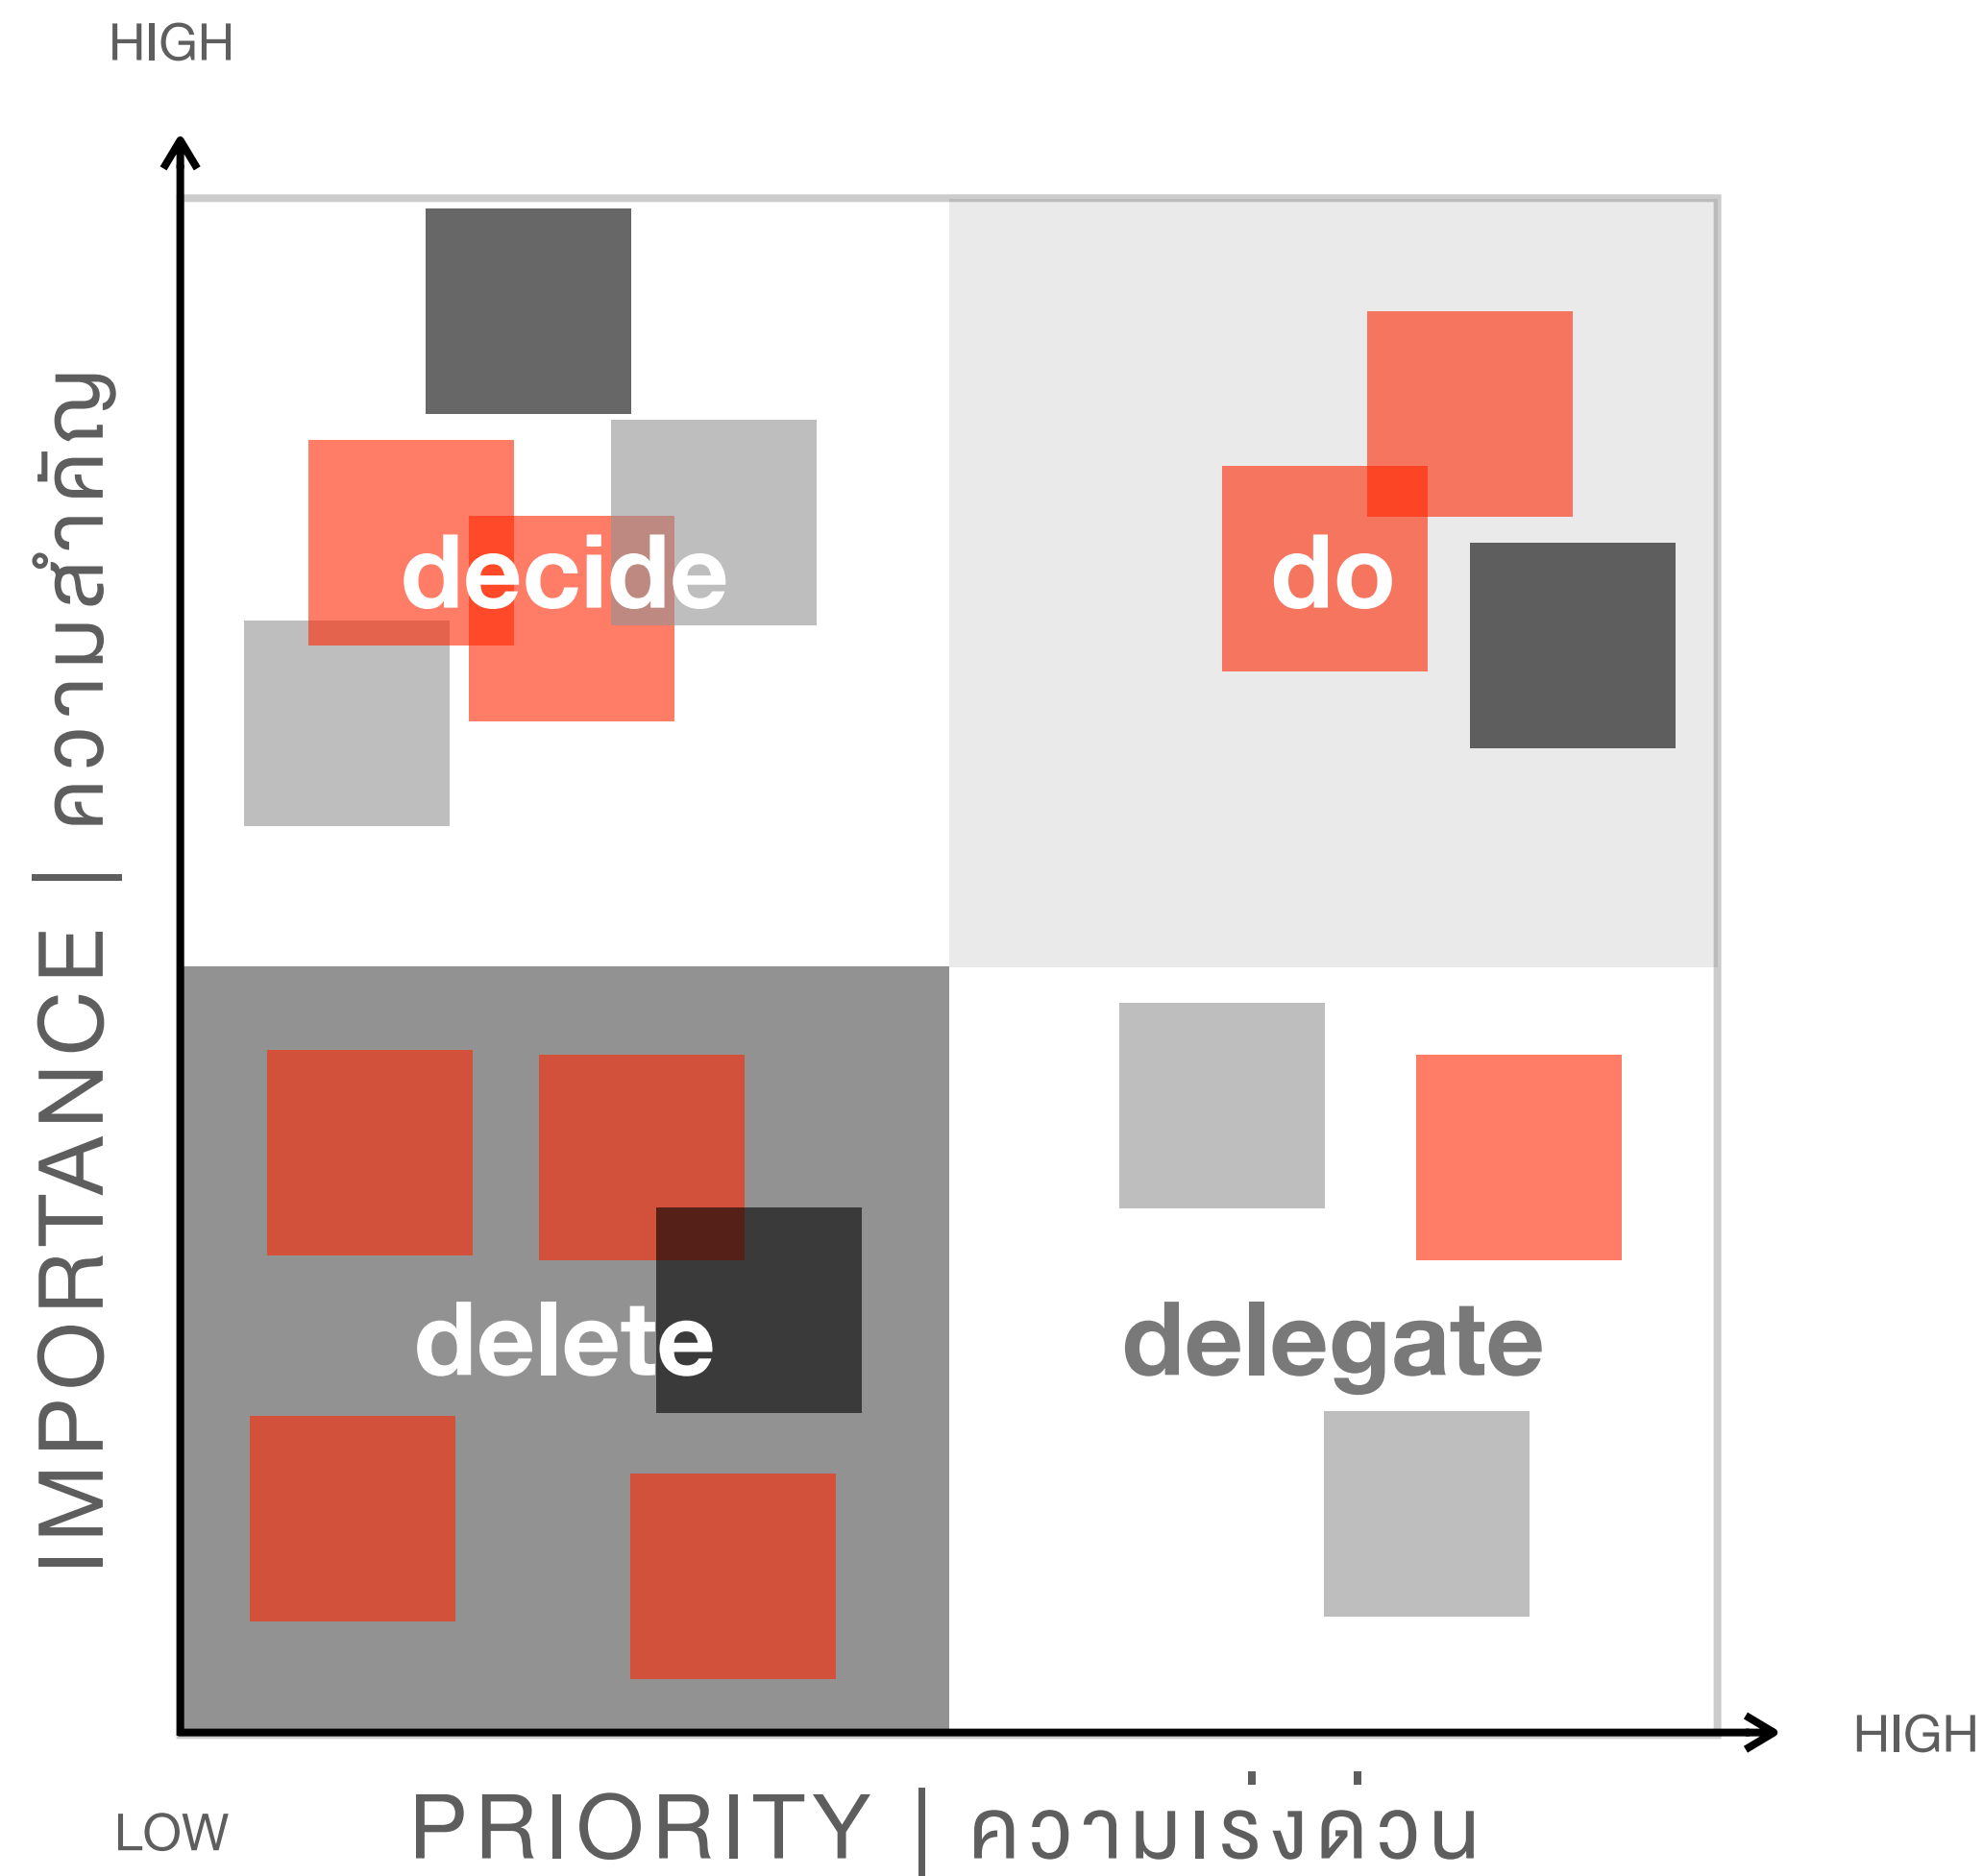 HIGH
IMPORTANCE | ความสำคัญ
decide
do
delete
delegate
HIGH
LOW
PRIORITY | ความเร่งค่วน